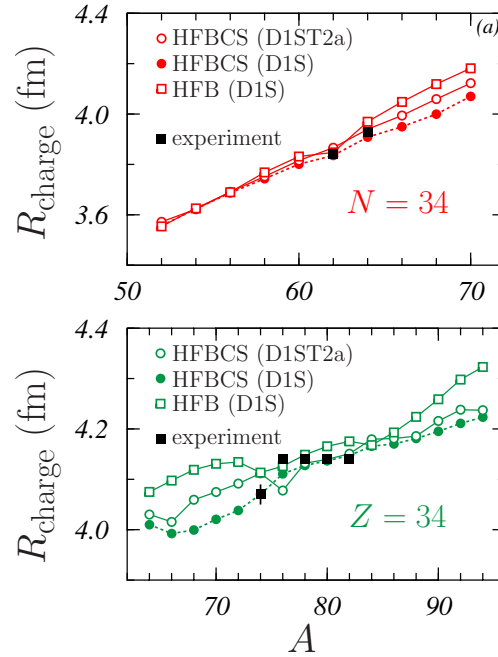 (a)
4.4
4.0
3.6
R_charge (fm)
HFBCS (D1ST2a)
HFBCS (D1S)
HFB (D1S)
experiment
N = 34
50 60 70
4.4
4.2
4.0
R_charge (fm)
HFBCS (D1ST2a)
HFBCS (D1S)
HFB (D1S)
experiment
Z = 34
70 80 90
A